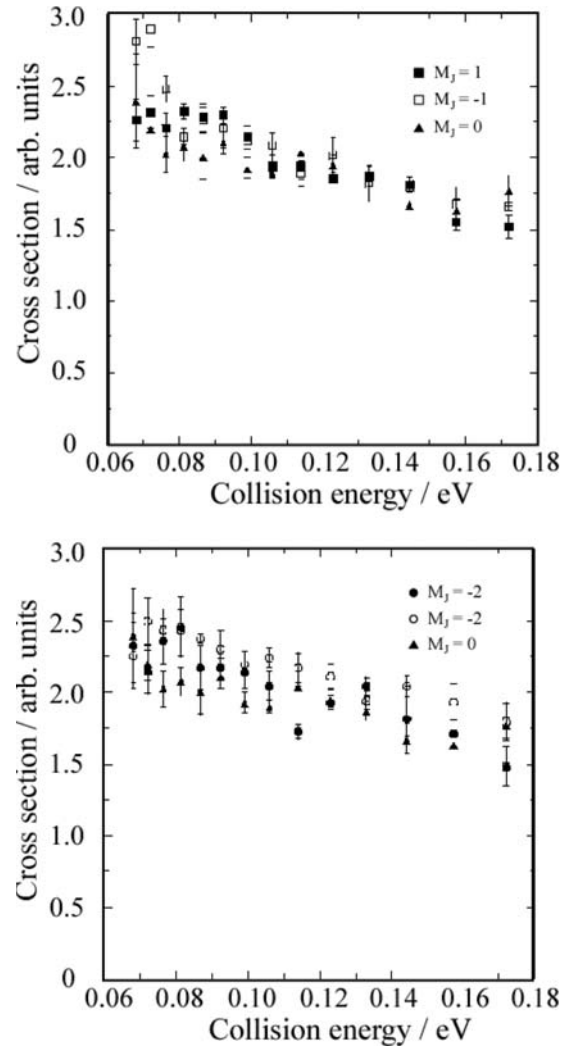 3.0
2.5
2.0
1.5
1.0
0.5
0
Cross section / arb. units
M_J = 1
M_J = -1
M_J = 0
0.06 0.08 0.10 0.12 0.14 0.16 0.18
Collision energy / eV
3.0
2.5
2.0
1.5
1.0
0.5
0
Cross section / arb. units
M_J = -2
M_J = -2
M_J = 0
0.06 0.08 0.10 0.12 0.14 0.16 0.18
Collision energy / eV